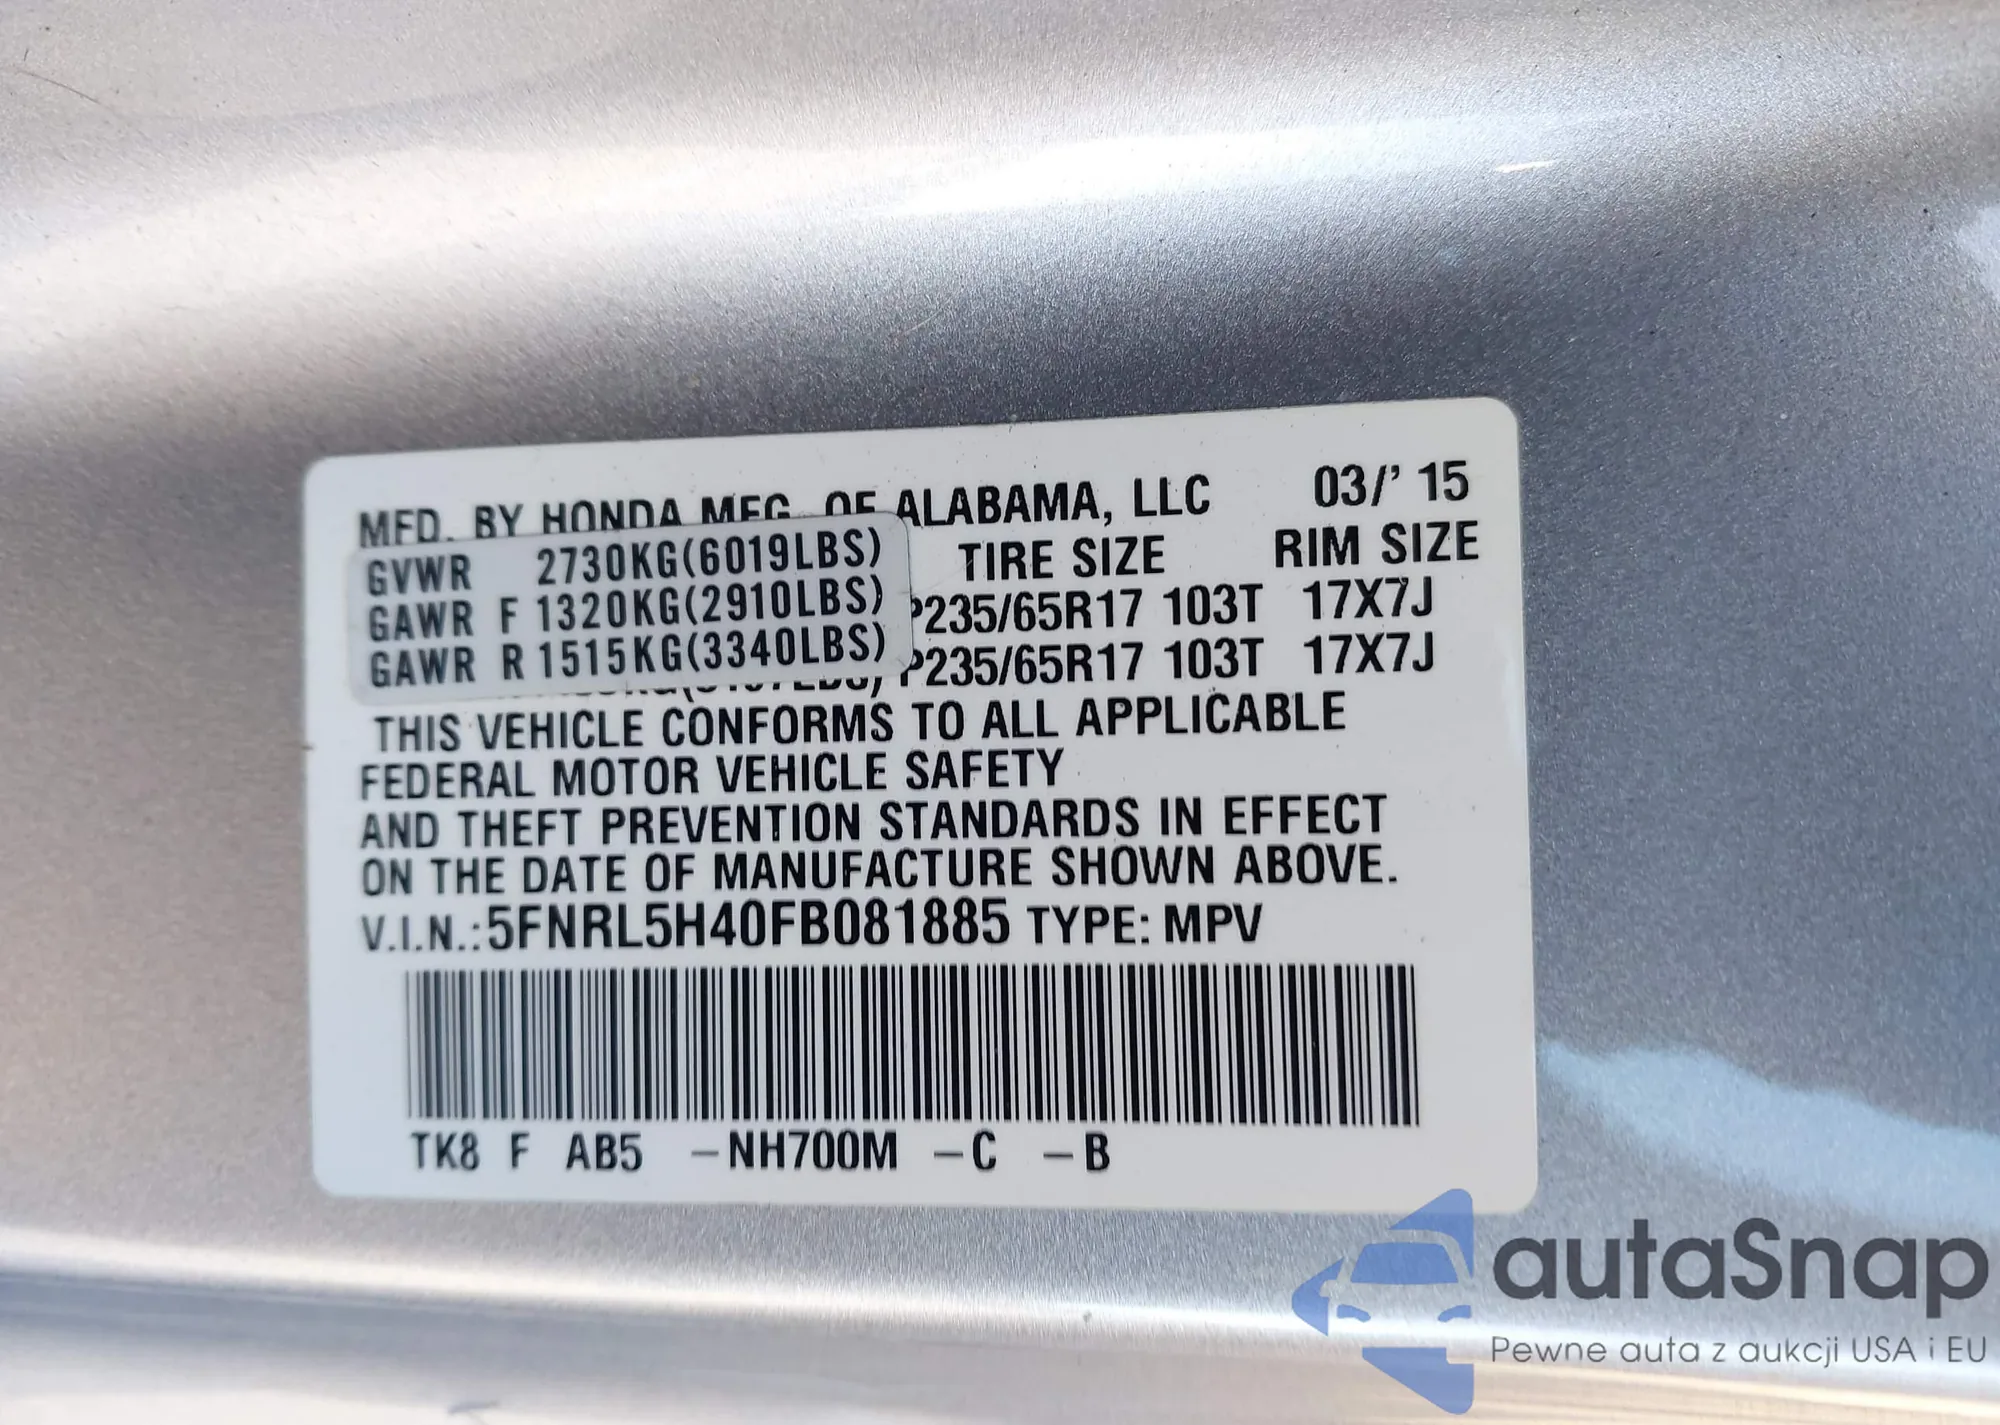 MFD. BY HONDA MFG. OF ALABAMA, LLC 03/' 15
GVWR 2730KG(6019LBS) TIRE SIZE RIM SIZE
GAWR F 1320KG(2910LBS) P235/65R17 103T 17X7J
GAWR R 1515KG(3340LBS) P235/65R17 103T 17X7J
THIS VEHICLE CONFORMS TO ALL APPLICABLE
FEDERAL MOTOR VEHICLE SAFETY
AND THEFT PREVENTION STANDARDS IN EFFECT
ON THE DATE OF MANUFACTURE SHOWN ABOVE.
V.I.N.:5FNRL5H40FB081885 TYPE: MPV
TK8 F AB5 -NH700M -C -B
autaSnap
Pewne auta z aukcji USA i EU